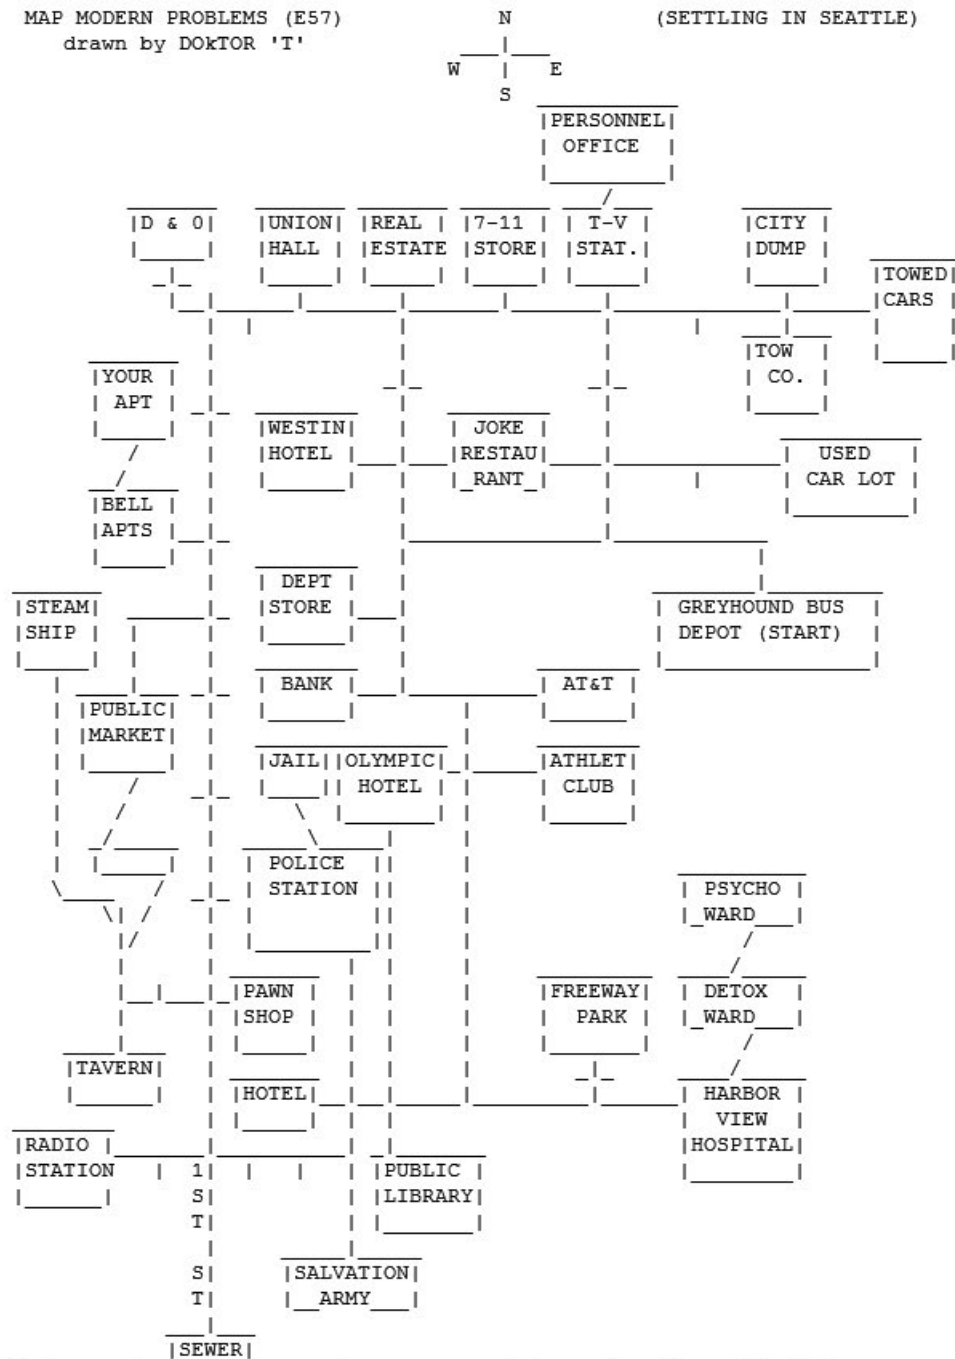 MAP MODERN PROBLEMS (E57) N (SETTLING IN SEATTLE)
drawn by DOkTOR 'T'
W E
S
PERSONNEL
OFFICE
D & O UNION REAL 7-11 T-V CITY
HALL ESTATE STORE STAT. DUMP TOWED
CARS
TOW
YOUR CO.
APT
WESTIN JOKE
HOTEL RESTAU USED
RANT CAR LOT
BELL
APTS
DEPT
STEAM STORE GREYHOUND BUS
SHIP DEPOT (START)
BANK AT&T
PUBLIC
MARKET
JAIL OLYMPIC ATHLET
HOTEL CLUB
POLICE
STATION PSYCHO
WARD
PAWN FREEWAY DETOX
SHOP PARK WARD
TAVERN
HOTEL HARBOR
VIEW
RADIO HOSPITAL
STATION 1 PUBLIC
S LIBRARY
T
S SALVATION
T ARMY
SEWER